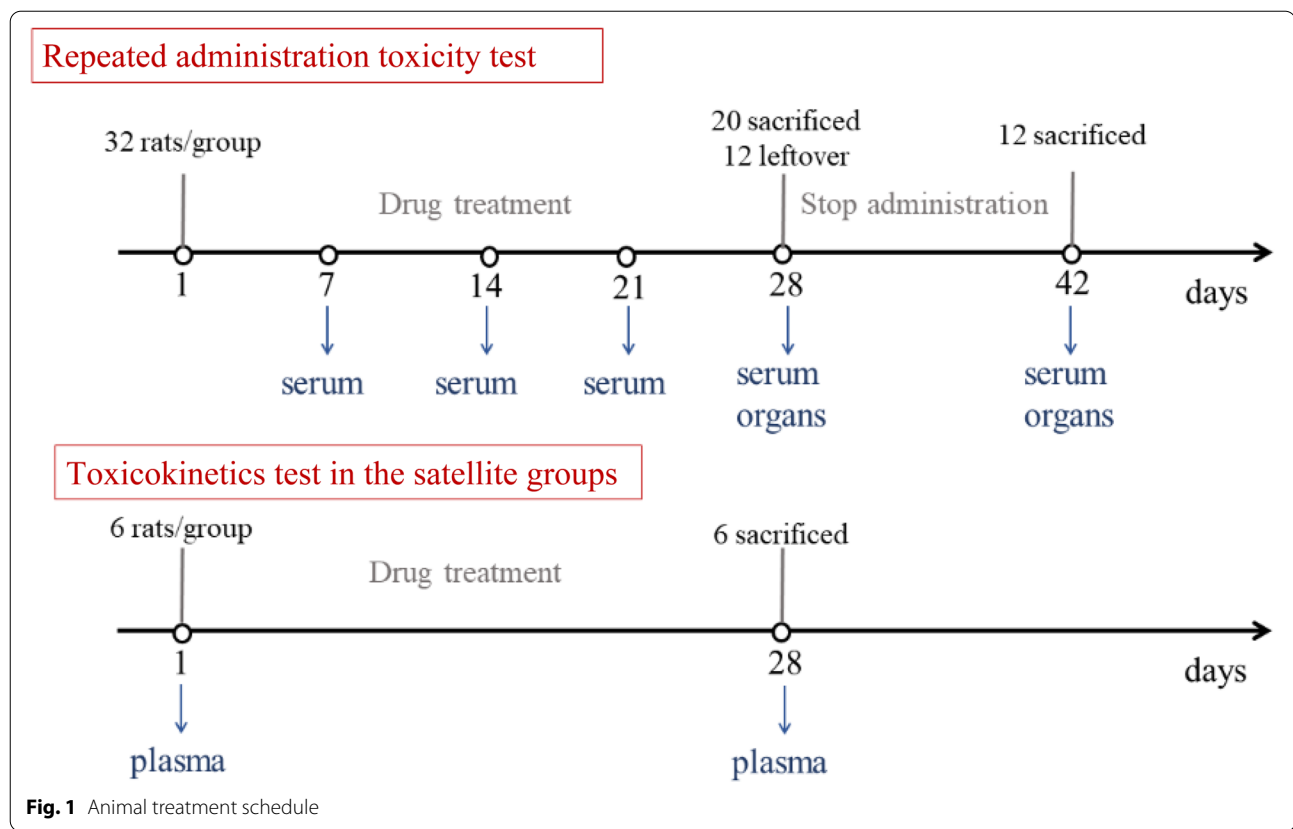 Repeated administration toxicity test
32 rats/group
20 sacrificed
12 leftover
12 sacrificed
Drug treatment
Stop administration
1
7
14
21
28
42
days
serum
serum
serum
serum
organs
serum
organs
Toxicokinetics test in the satellite groups
6 rats/group
6 sacrificed
Drug treatment
1
28
days
plasma
plasma
Fig. 1 Animal treatment schedule